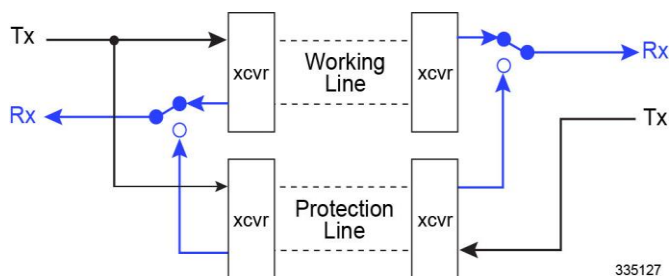 Tx
xcvr
Working
Line
xcvr
Rx
Rx
Tx
xcvr
Protection
Line
xcvr
335127